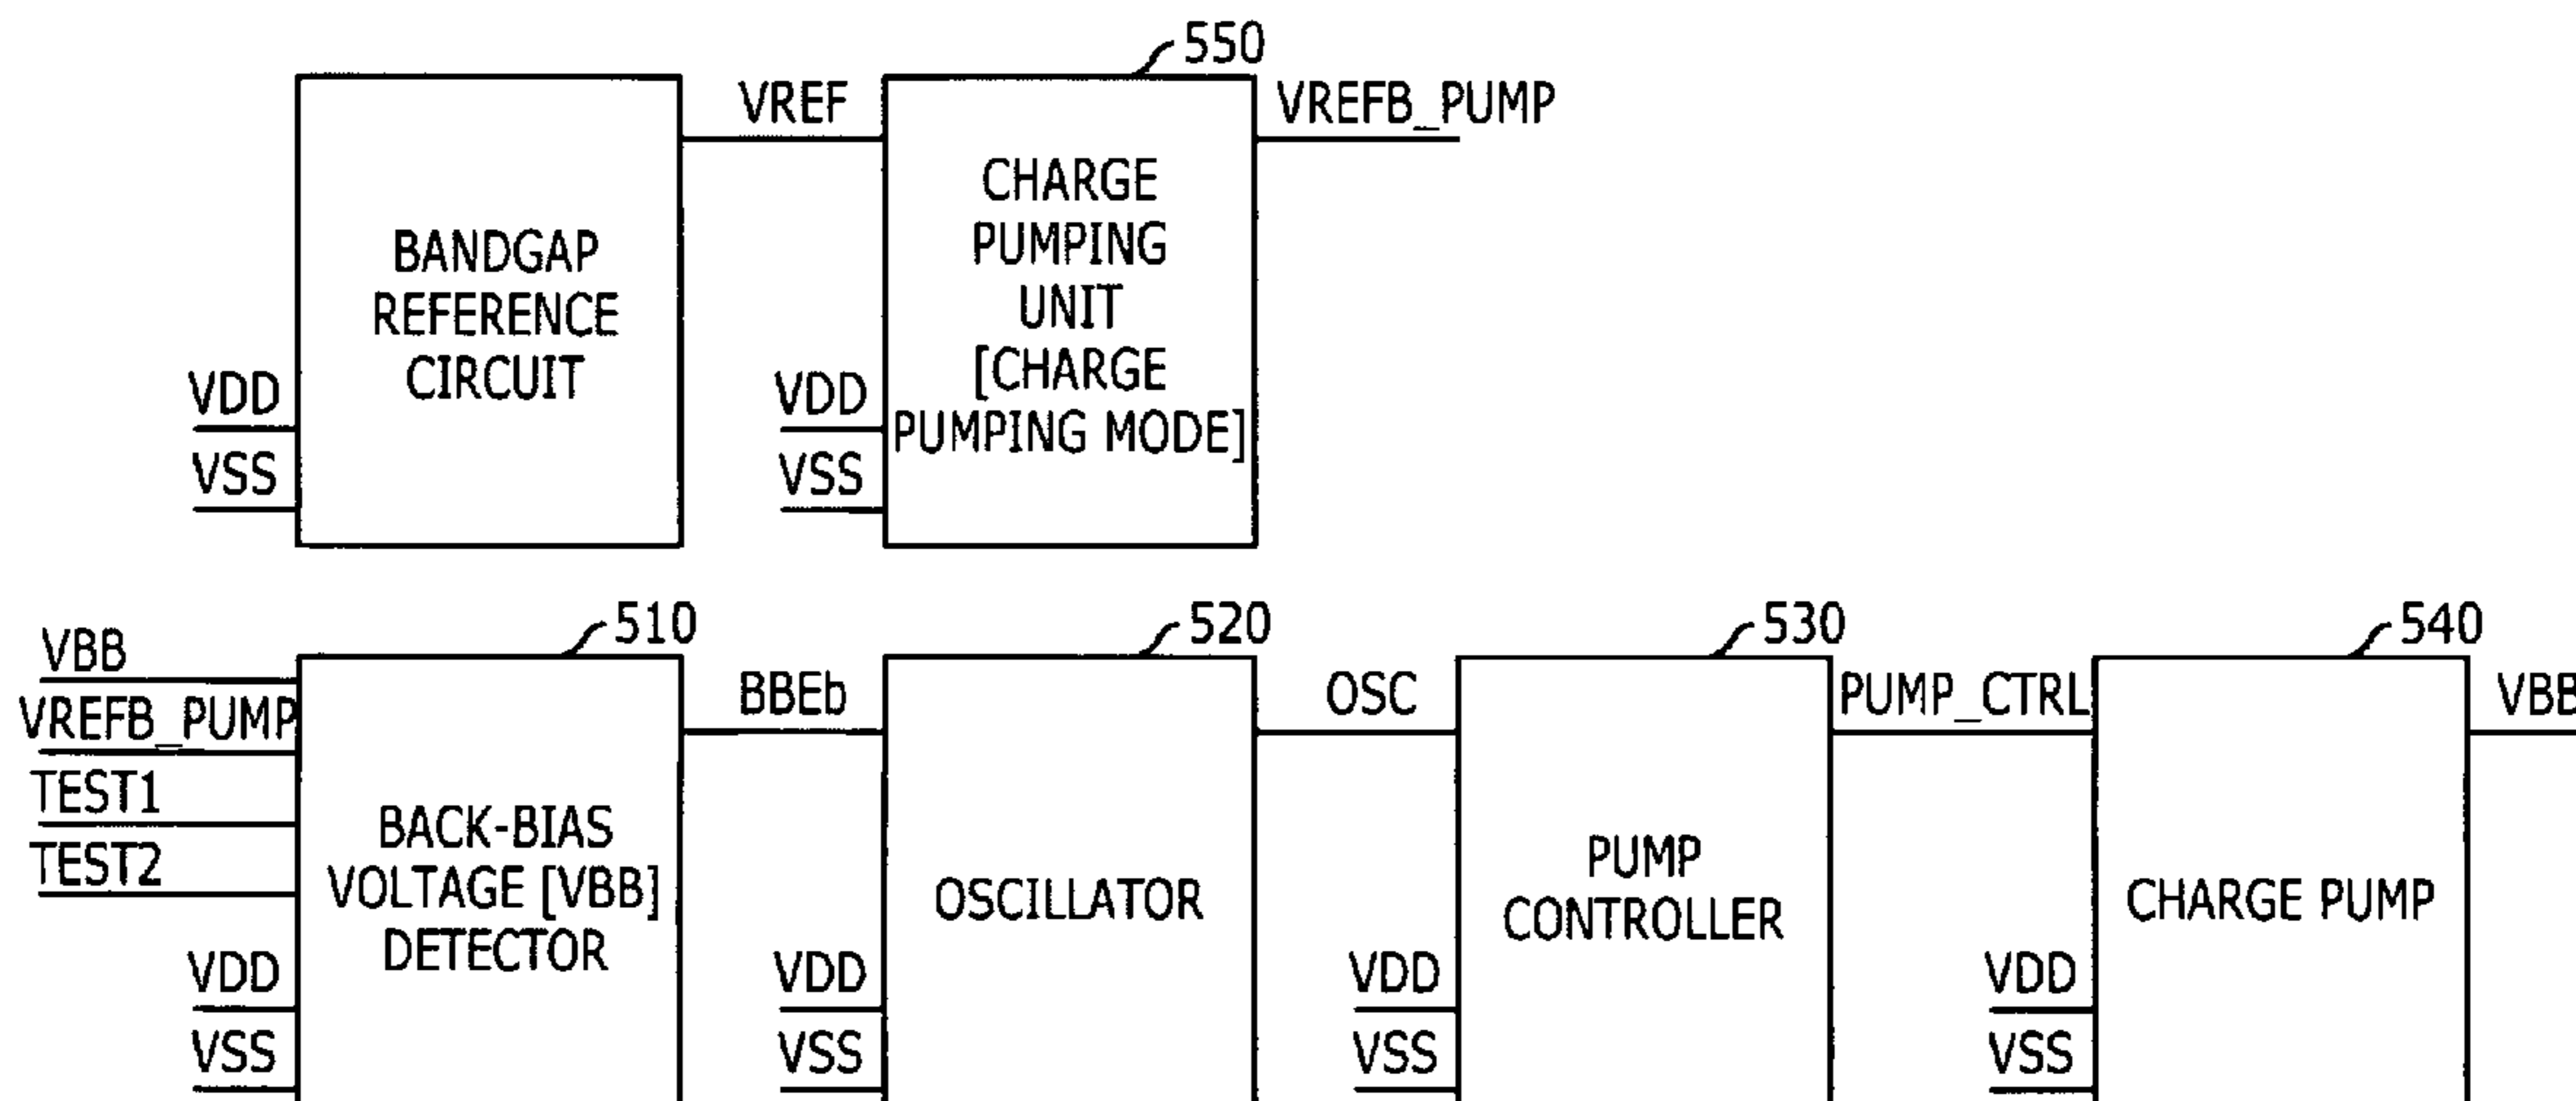 550
VREF
VREFB_PUMP
BANDGAP
REFERENCE
CIRCUIT
VDD
VSS
CHARGE
PUMPING
UNIT
[CHARGE
PUMPING MODE]
VDD
VSS
510
520
530
540
VBB
VREFB_PUMP
TEST1
TEST2
VDD
VSS
BACK-BIAS
VOLTAGE [VBB]
DETECTOR
BBEb
VDD
VSS
OSCILLATOR
OSC
VDD
VSS
PUMP
CONTROLLER
PUMP_CTRL
VDD
VSS
CHARGE PUMP
VBB